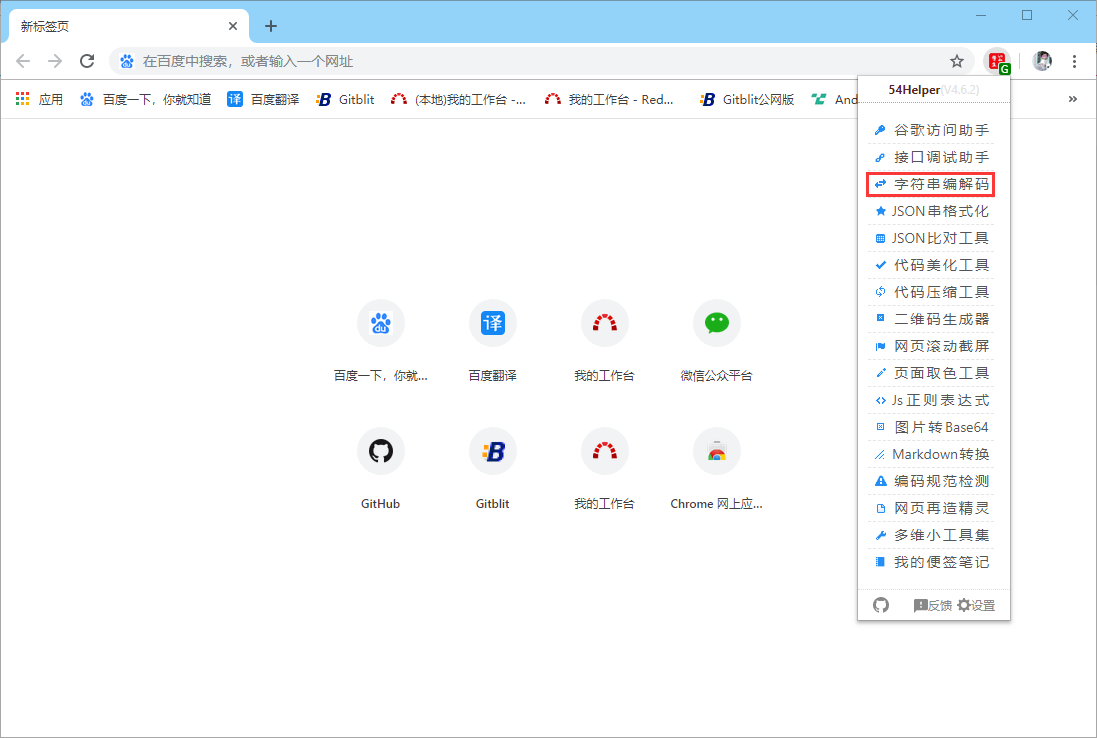 新标签页
在百度中搜索，或者输入一个网址
G
应用
百度一下，你就知道
译 百度翻译
Gitblit
(本地)我的工作台 -...
我的工作台 - Red...
Gitblit公网版
And
54Helper(V4.6.2)
谷歌访问助手
接口调试助手
字符串编解码
JSON串格式化
JSON比对工具
代码美化工具
代码压缩工具
二维码生成器
网页滚动截屏
页面取色工具
Js正则表达式
图片转Base64
Markdown转换
编码规范检测
网页再造精灵
多维小工具集
我的便签笔记
反馈 设置
du
译
百度一下，你就...
百度翻译
我的工作台
微信公众平台
B
GitHub
Gitblit
我的工作台
Chrome 网上应...